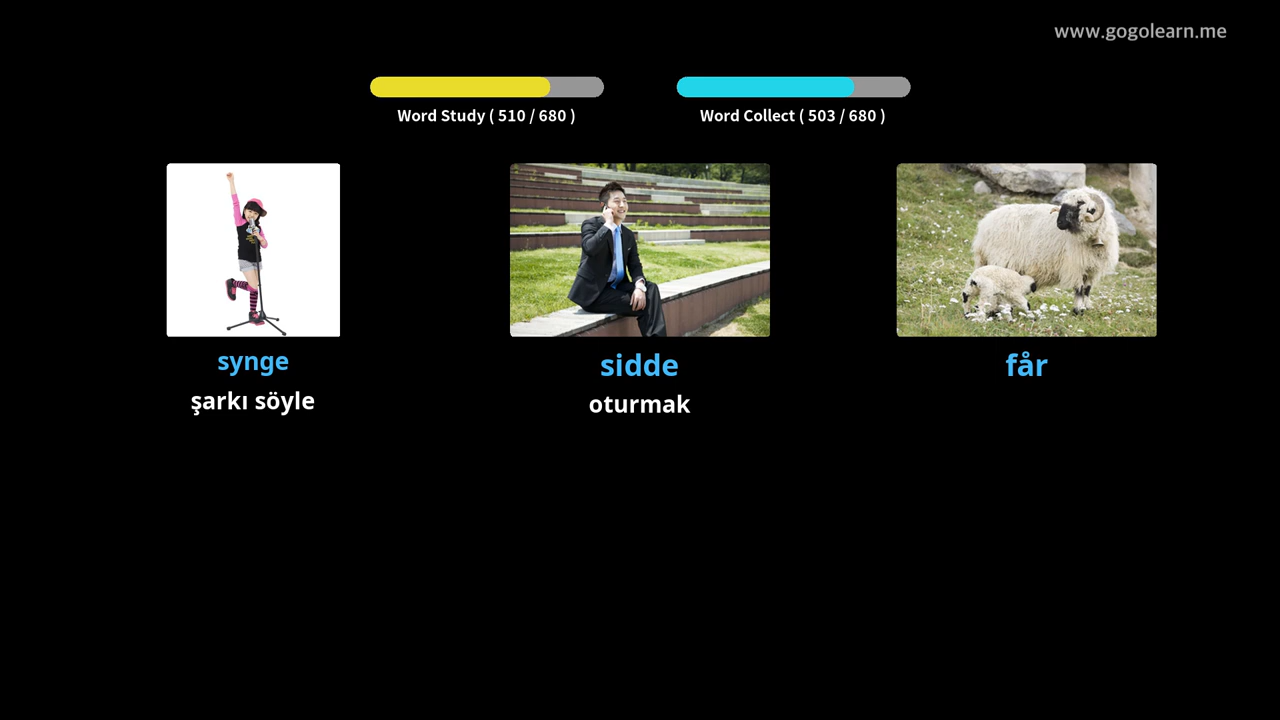 www.gogolearn.me
Word Study ( 510 / 680 )
Word Collect ( 503 / 680 )
synge
şarkı söyle
sidde
oturmak
får